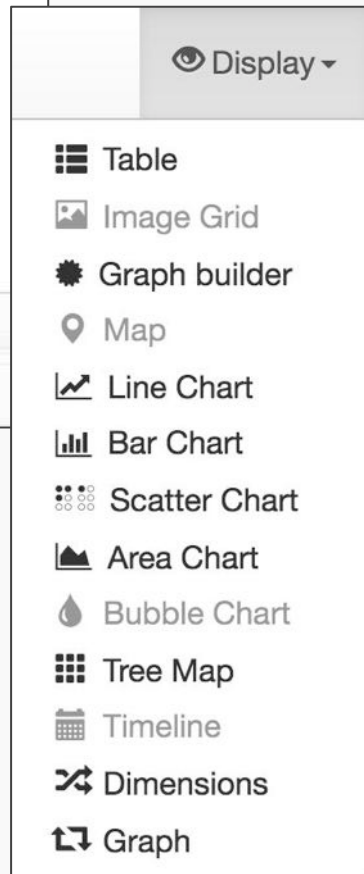 Display
Table
Image Grid
Graph builder
Map
Line Chart
Bar Chart
Scatter Chart
Area Chart
Bubble Chart
Tree Map
Timeline
Dimensions
Graph